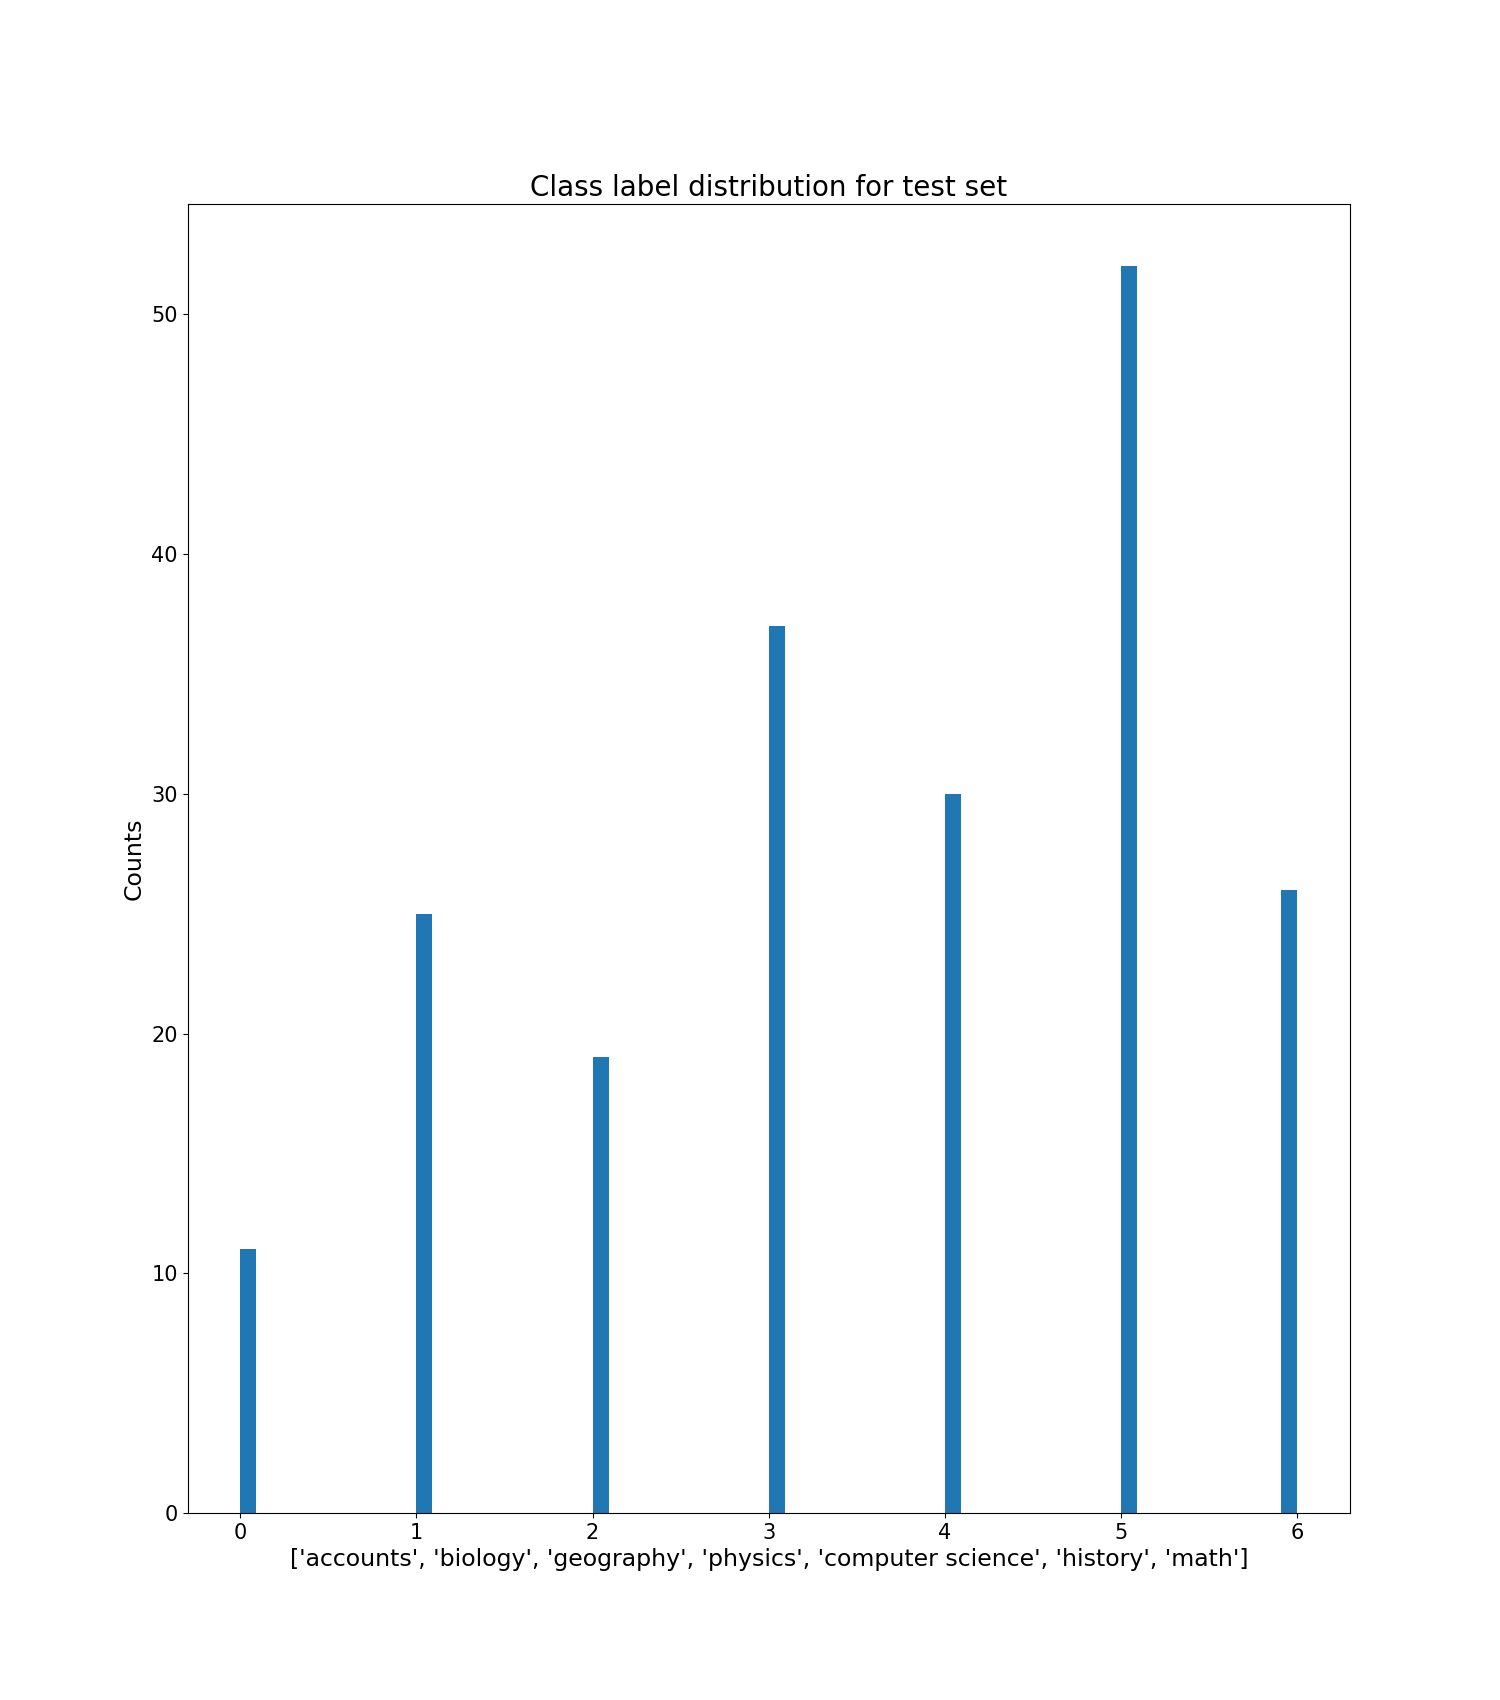 Class label distribution for test set
50
40
30
20
10
0
Counts
0 1 2 3 4 5 6
['accounts', 'biology', 'geography', 'physics', 'computer science', 'history', 'math']